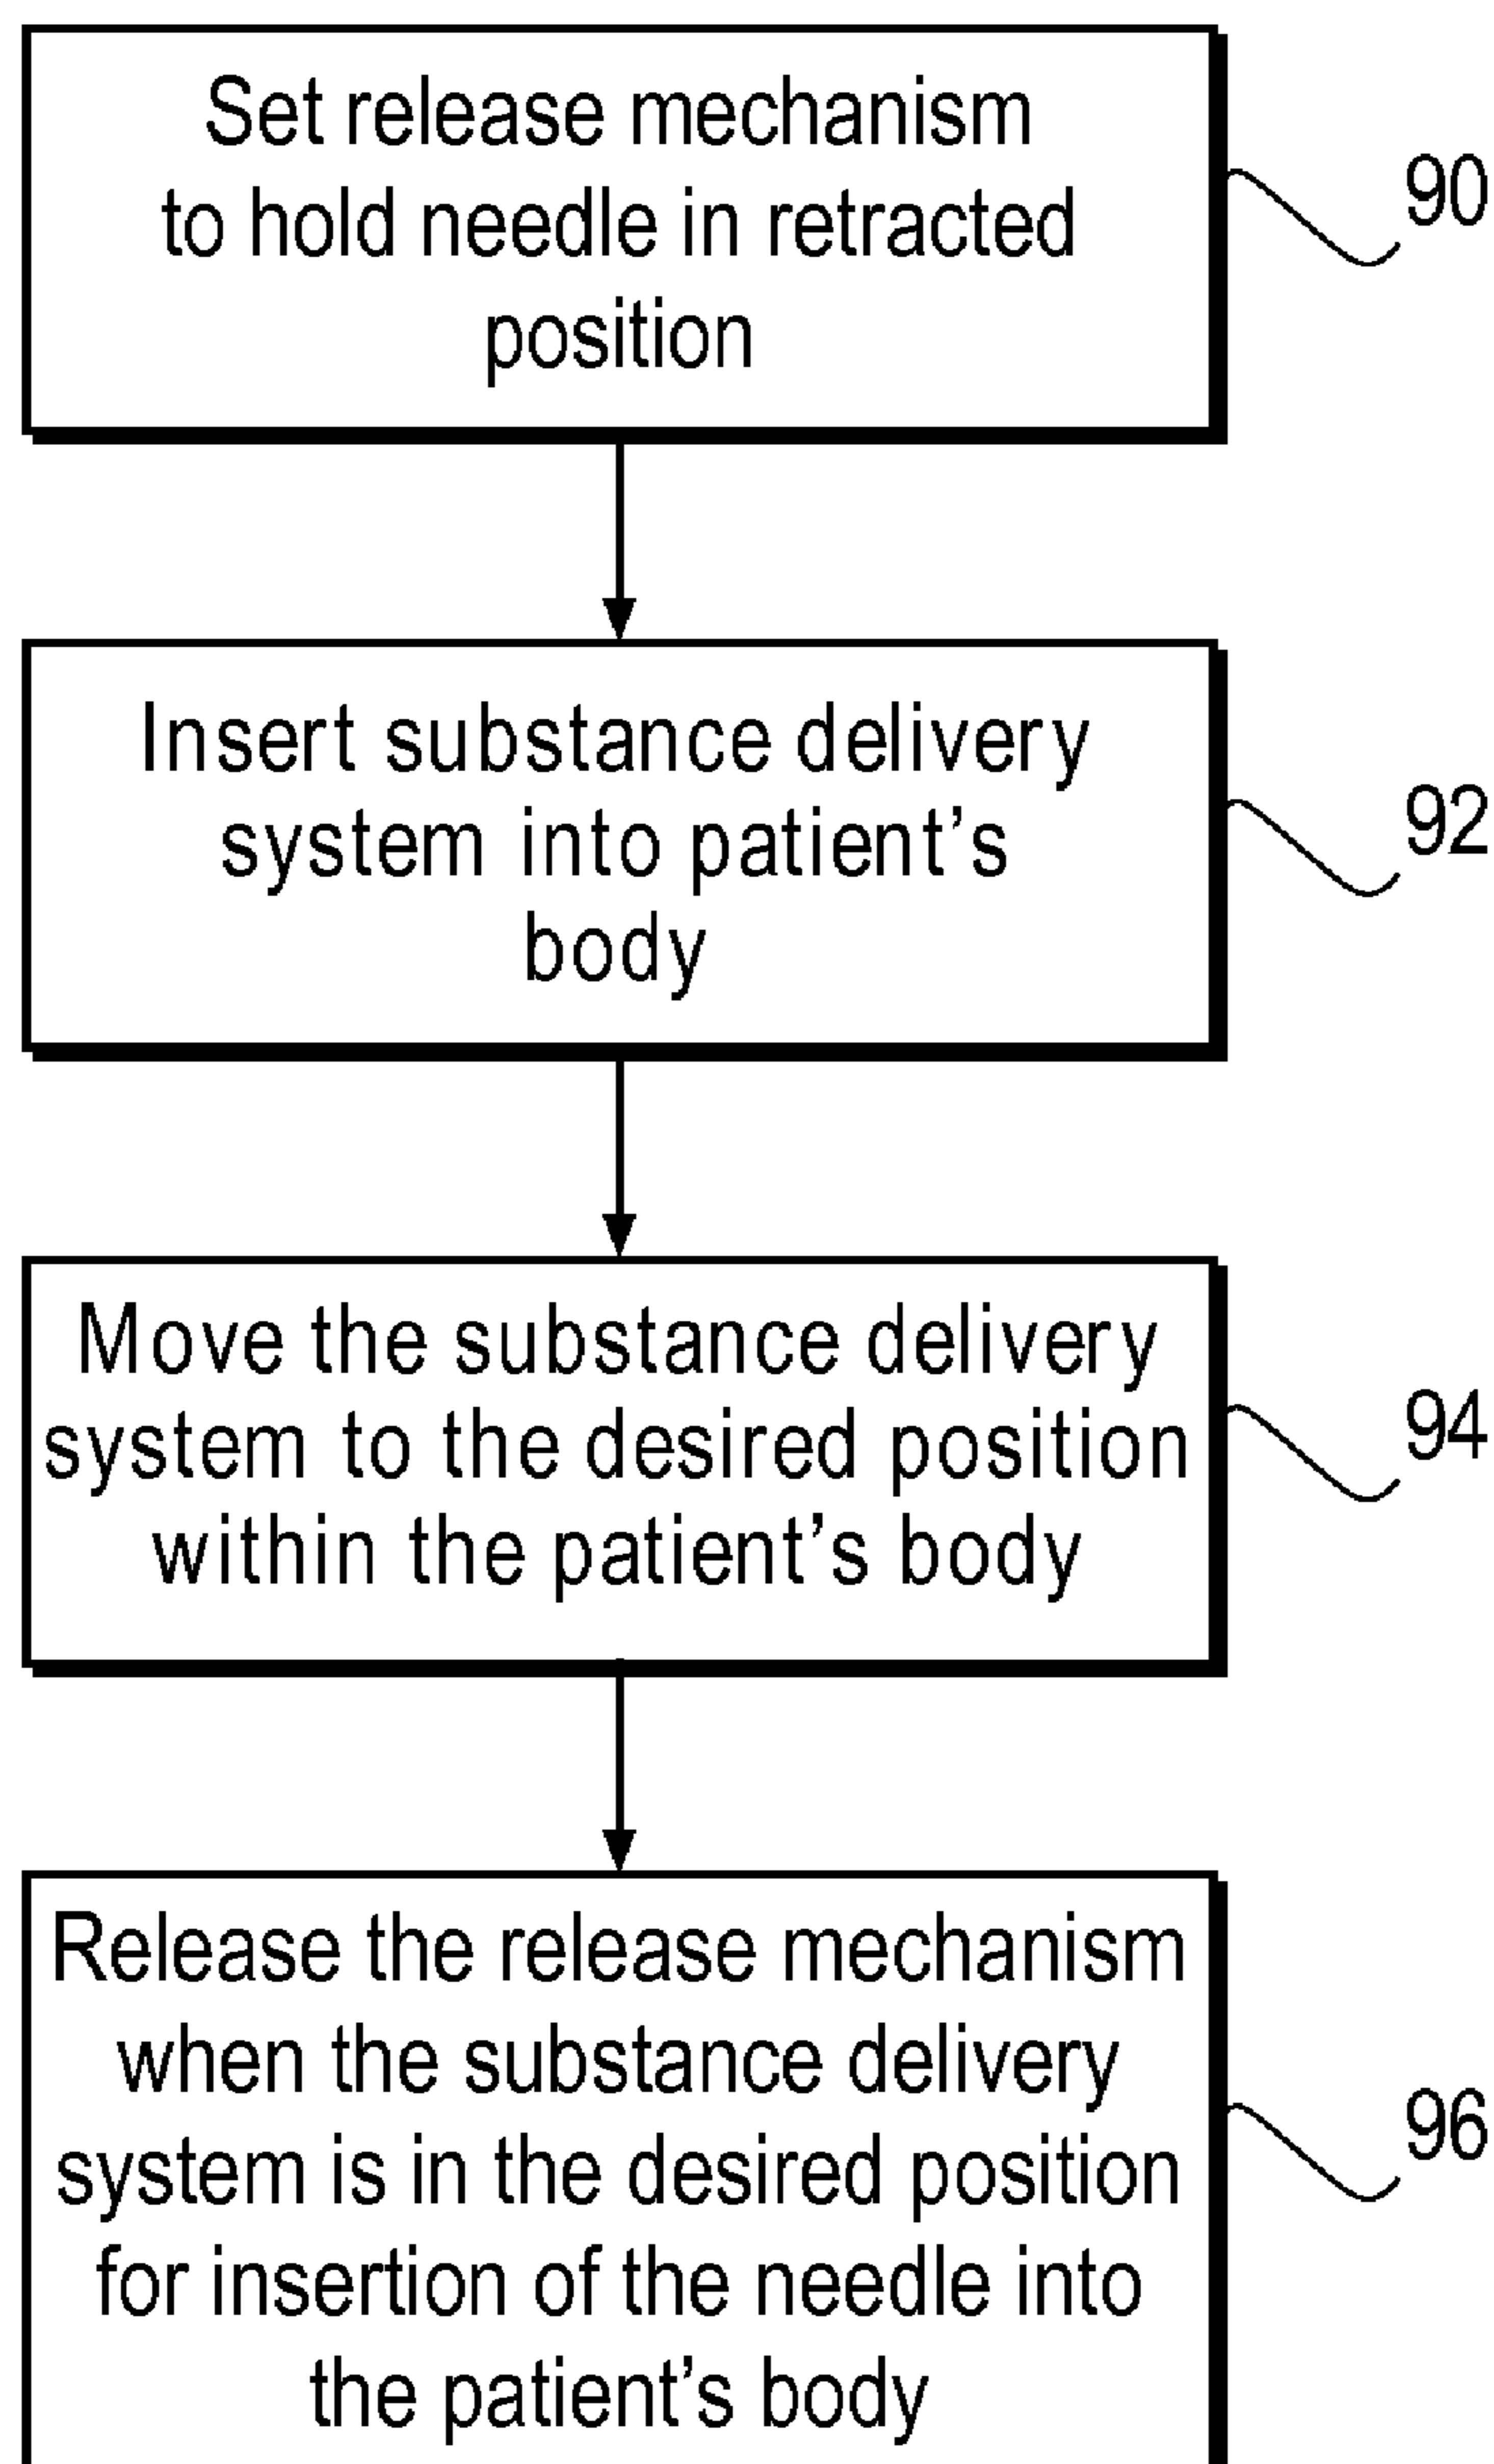 Set release mechanism
to hold needle in retracted
position
90
Insert substance delivery
system into patient's
body
92
Move the substance delivery
system to the desired position
within the patient's body
94
Release the release mechanism
when the substance delivery
system is in the desired position
for insertion of the needle into
the patient's body
96